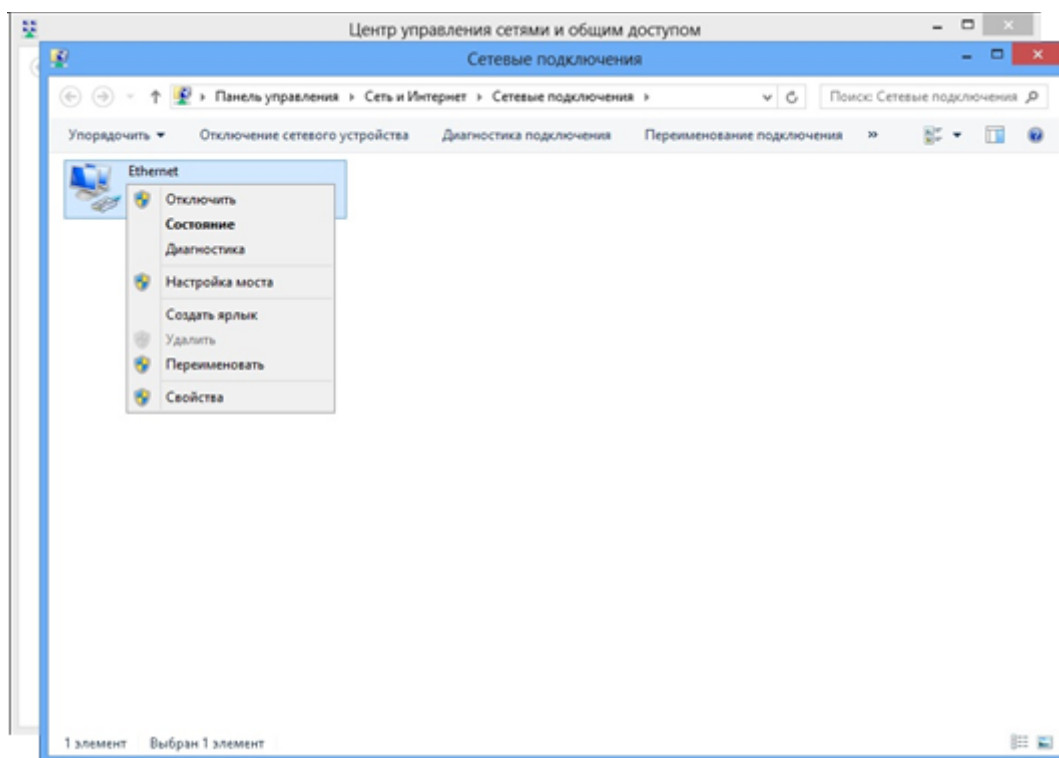 Центр управления сетями и общим доступом
Сетевые подключения
Панель управления Сеть и Интернет Сетевые подключения Поиск: Сетевые подключения
Упорядочить Отключение сетевого устройства Диагностика подключения Переименование подключения »
Ethernet
Отключить
Состояние
Диагностика
Настройка моста
Создать ярлык
Удалить
Переименовать
Свойства
1 элемент Выбран 1 элемент